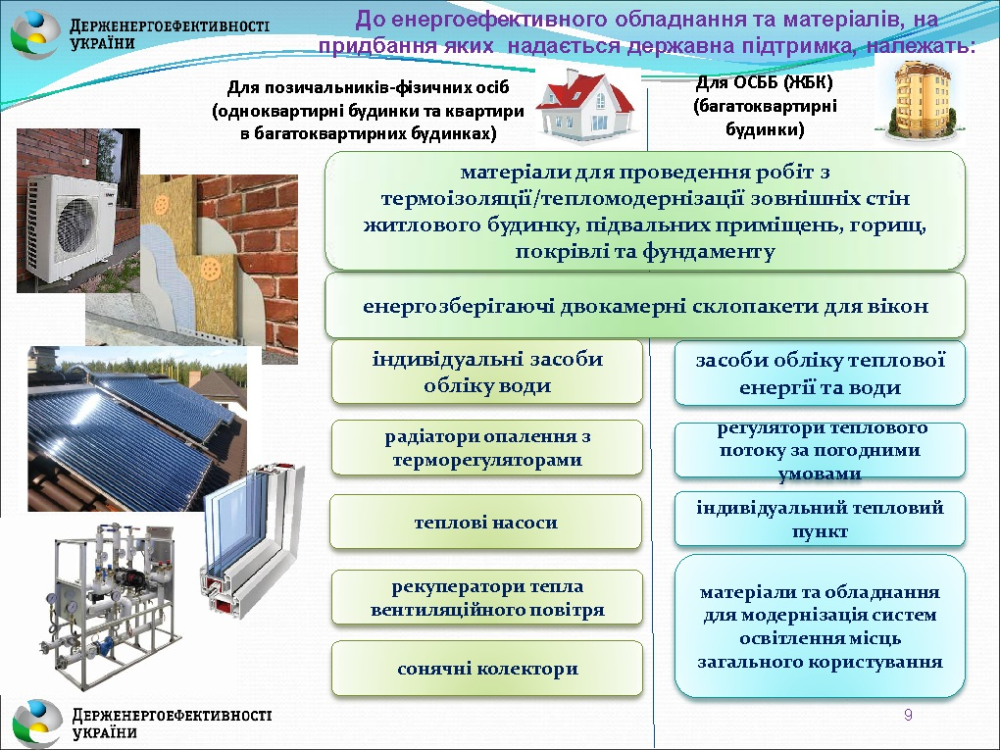 ДЕРЖЕНЕРГОЕФЕКТИВНОСТІ
УКРАЇНИ
До енергоефективного обладнання та матеріалів, на
придбання яких надається державна підтримка, належать:
Для позичальників-фізичних осіб
(одноквартирні будинки та квартири
в багатоквартирних будинках)
Для ОСББ (ЖБК)
(багатоквартирні
будинки)
матеріали для проведення робіт з
термоізоляції/тепломодернізації зовнішніх стін
житлового будинку, підвальних приміщень, горищ,
покрівлі та фундаменту
енергозберігаючі двокамерні склопакети для вікон
індивідуальні засоби
обліку води
радіатори опалення з
терморегуляторами
теплові насоси
рекуператори тепла
вентиляційного повітря
сонячні колектори
засоби обліку теплової
енергії та води
регулятори теплового
потоку за погодними
умовами
індивідуальний тепловий
пункт
матеріали та обладнання
для модернізація систем
освітлення місць
загального користування
ДЕРЖЕНЕРГОЕФЕКТИВНОСТІ
УКРАЇНИ
9